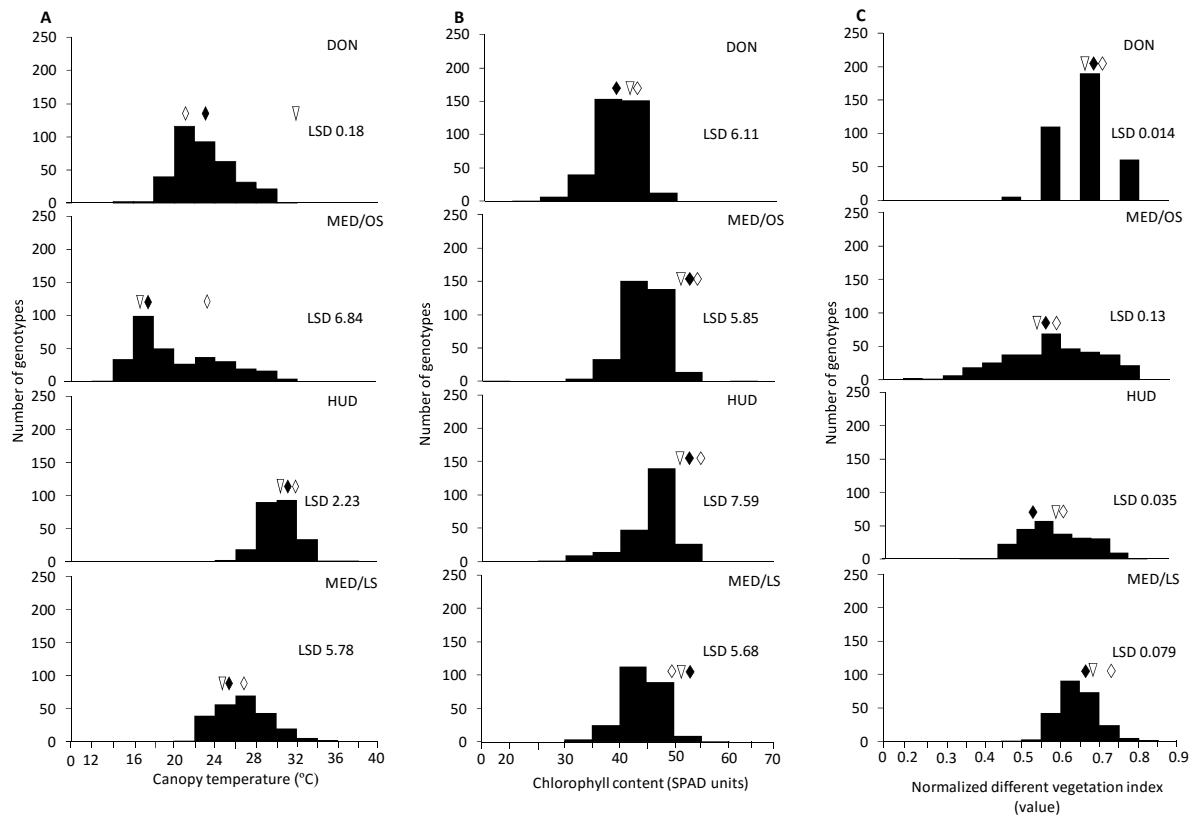 A
250
200
150
100
50
0
DON
LSD 0.18
250
200
150
100
50
0
MED/OS
LSD 6.84
250
200
150
100
50
0
HUD
LSD 2.23
250
200
150
100
50
0
MED/LS
LSD 5.78
0 12 16 20 24 28 32 36 40
Number of genotypes
Canopy temperature (°C)
B
250
200
150
100
50
0
DON
LSD 6.11
250
200
150
100
50
0
MED/OS
LSD 5.85
250
200
150
100
50
0
HUD
LSD 7.59
250
200
150
100
50
0
MED/LS
LSD 5.68
0 20 30 40 50 60 70
Number of genotypes
Chlorophyll content (SPAD units)
C
250
200
150
100
50
0
DON
LSD 0.014
250
200
150
100
50
0
MED/OS
LSD 0.13
250
200
150
100
50
0
HUD
LSD 0.035
250
200
150
100
50
0
MED/LS
LSD 0.079
0 0.2 0.3 0.4 0.5 0.6 0.7 0.8 0.9
Number of genotypes
Normalized different vegetation index
(value)